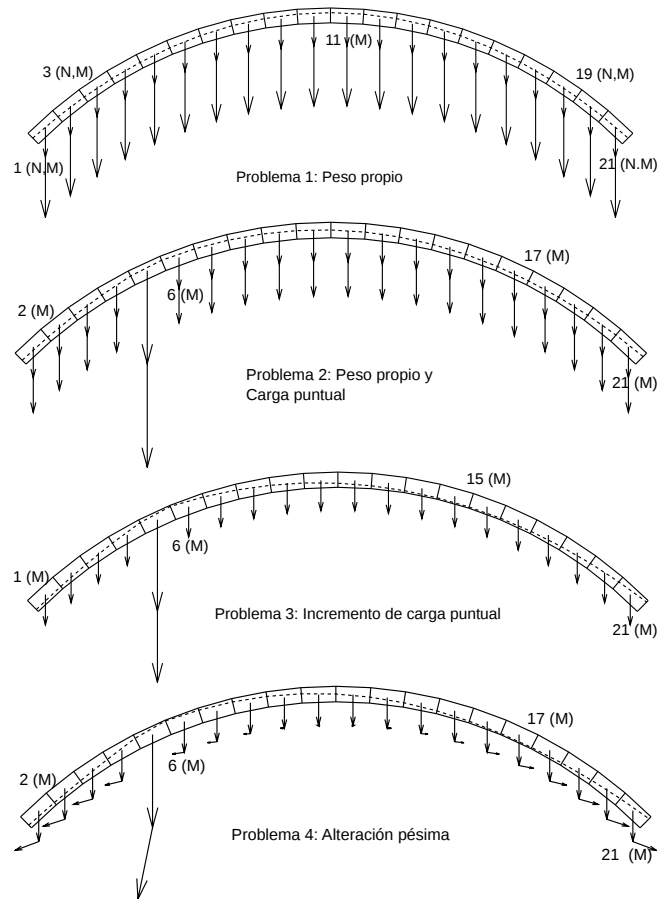 11 (M)
3 (N,M)
19 (N,M)
1 (N,M)
21 (N.M)
Problema 1: Peso propio
17 (M)
6 (M)
2 (M)
Problema 2: Peso propio y
Carga puntual
21 (M)
15 (M)
6 (M)
1 (M)
Problema 3: Incremento de carga puntual
21 (M)
17 (M)
6 (M)
2 (M)
Problema 4: Alteración pésima
21 (M)